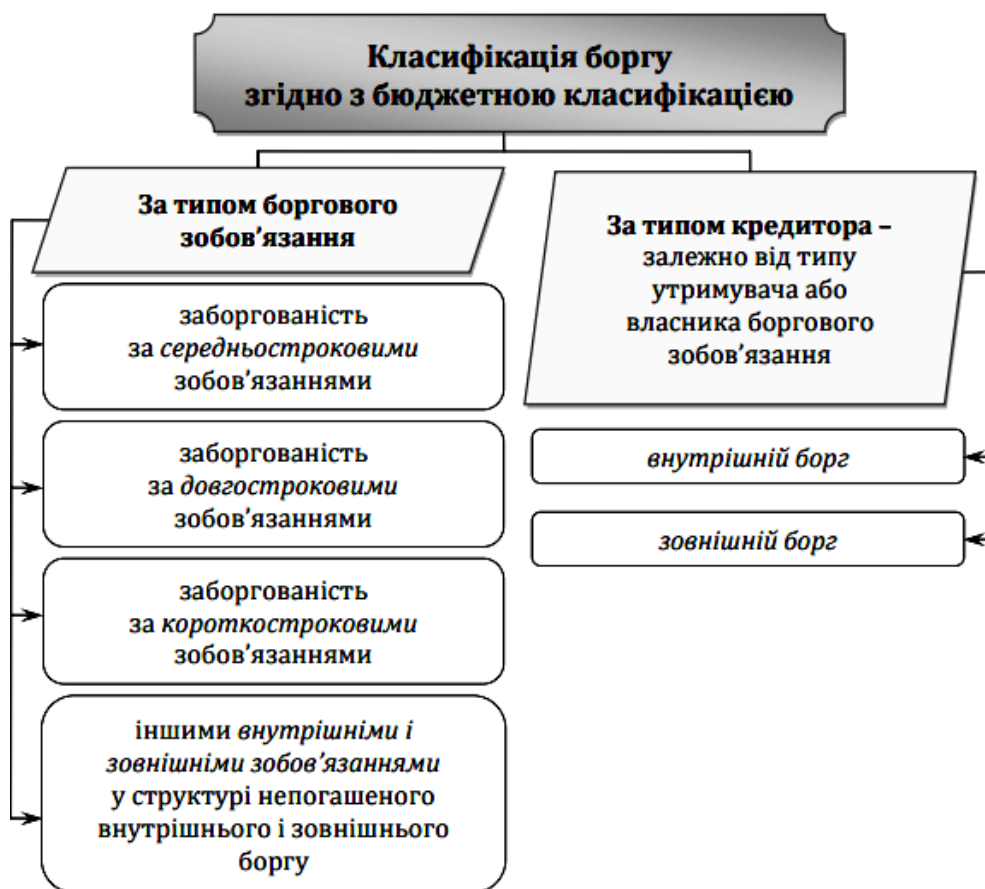 Класифікація боргу
згідно з бюджетною класифікацією
За типом боргового
зобов’язання
заборгованість
за середньостроковими
зобов’язаннями
заборгованість
за довгостроковими
зобов’язаннями
заборгованість
за короткостроковими
зобов’язаннями
іншими внутрішніми і
зовнішніми зобов’язаннями
у структурі непогашеного
внутрішнього і зовнішнього
боргу
За типом кредитора –
залежно від типу
утримувача або
власника боргового
зобов’язання
внутрішній борг
зовнішній борг